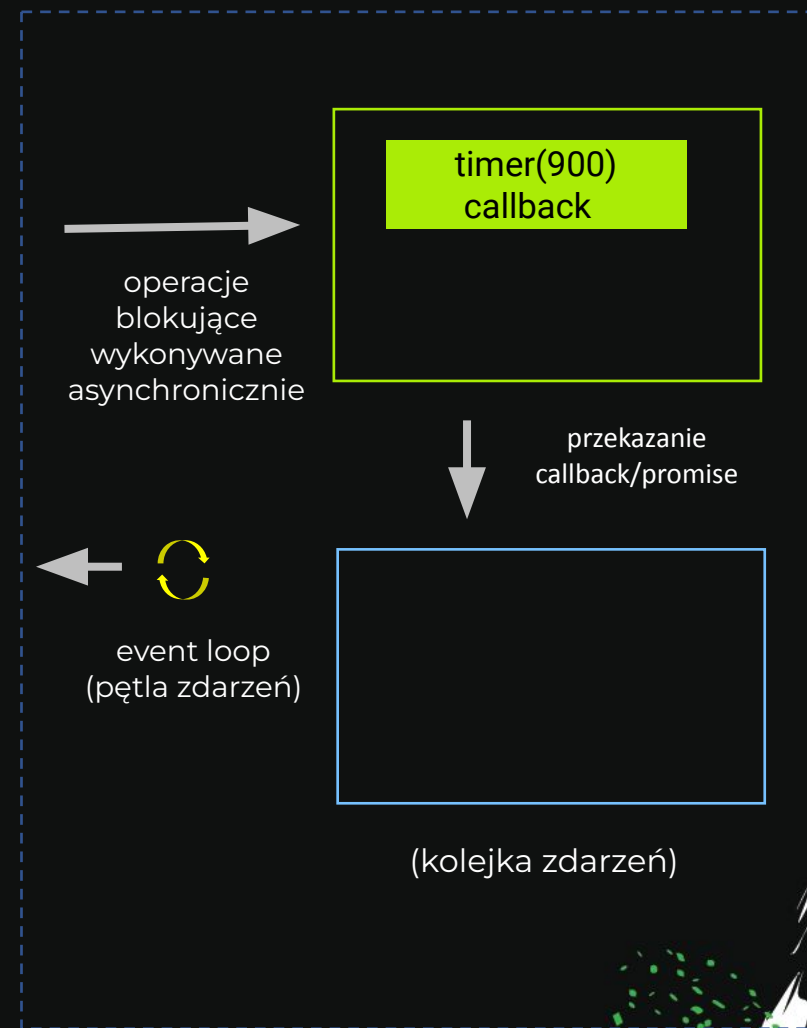 timer(900)
callback
operacje
blokujące
wykonywane
asynchronicznie
przekazanie
callback/promise
event loop
(pętla zdarzeń)
(kolejka zdarzeń)